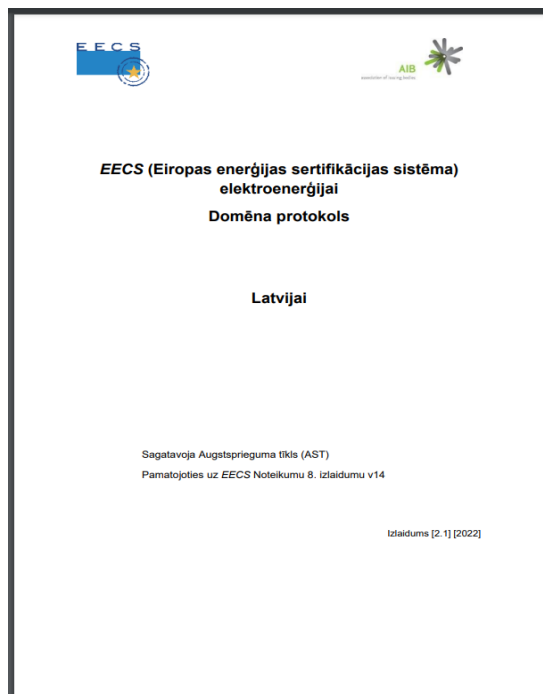 EECS
AIB
association of issuing bodies
EECS (Eiropas enerģijas sertifikācijas sistēma)
elektroenerģijai
Domēna protokols
Latvijai
Sagatavoja Augstsprieguma tīkls (AST)
Pamatojoties uz EECS Noteikumu 8. izlaidumu v14
Izlaidums [2.1] [2022]